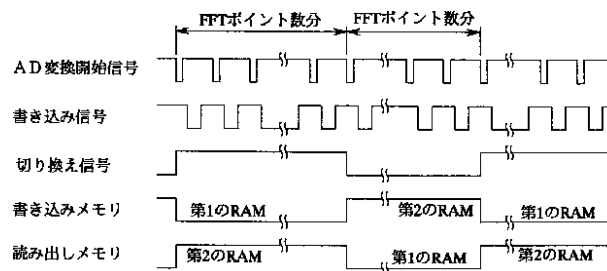 FFTポイント数分 FFTポイント数分
AD変換開始信号
書き込み信号
切り換え信号
書き込みメモリ 第1のRAM 第2のRAM 第1のRAM
読み出しメモリ 第2のRAM 第1のRAM 第2のRAM